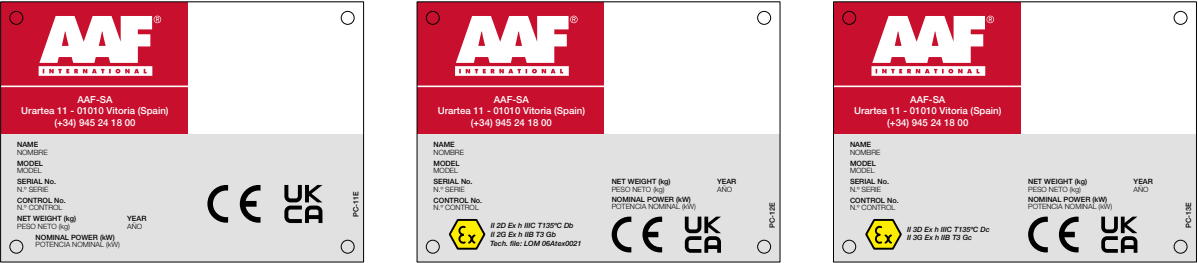 AAF®
INTERNATIONAL
AAF-SA
Urartea 11 - 01010 Vitoria (Spain)
(+34) 945 24 18 00
NAME
NOMBRE
MODEL
MODEL
SERIAL No.
N.º SERIE
CONTROL No.
N.º CONTROL
NET WEIGHT (kg) YEAR
PESO NETO (kg) AÑO
NOMINAL POWER (kW)
POTENCIA NOMINAL (kW)
CE UK
CA
PC-11E
AAF®
INTERNATIONAL
AAF-SA
Urartea 11 - 01010 Vitoria (Spain)
(+34) 945 24 18 00
NAME
NOMBRE
MODEL
MODEL
SERIAL No.
N.º SERIE
CONTROL No.
N.º CONTROL
NET WEIGHT (kg) YEAR
PESO NETO (kg) AÑO
NOMINAL POWER (kW)
POTENCIA NOMINAL (kW)
Ex
II 2D Ex h IIIC T135ºC Db
II 2G Ex h IIB T3 Gb
Tech. file: LOM 06Atex0021
CE UK
CA
PC-12E
AAF®
INTERNATIONAL
AAF-SA
Urartea 11 - 01010 Vitoria (Spain)
(+34) 945 24 18 00
NAME
NOMBRE
MODEL
MODEL
SERIAL No.
N.º SERIE
CONTROL No.
N.º CONTROL
NET WEIGHT (kg) YEAR
PESO NETO (kg) AÑO
NOMINAL POWER (kW)
POTENCIA NOMINAL (kW)
Ex
II 3D Ex h IIIC T135ºC Dc
II 3G Ex h IIB T3 Gc
CE UK
CA
PC-13E